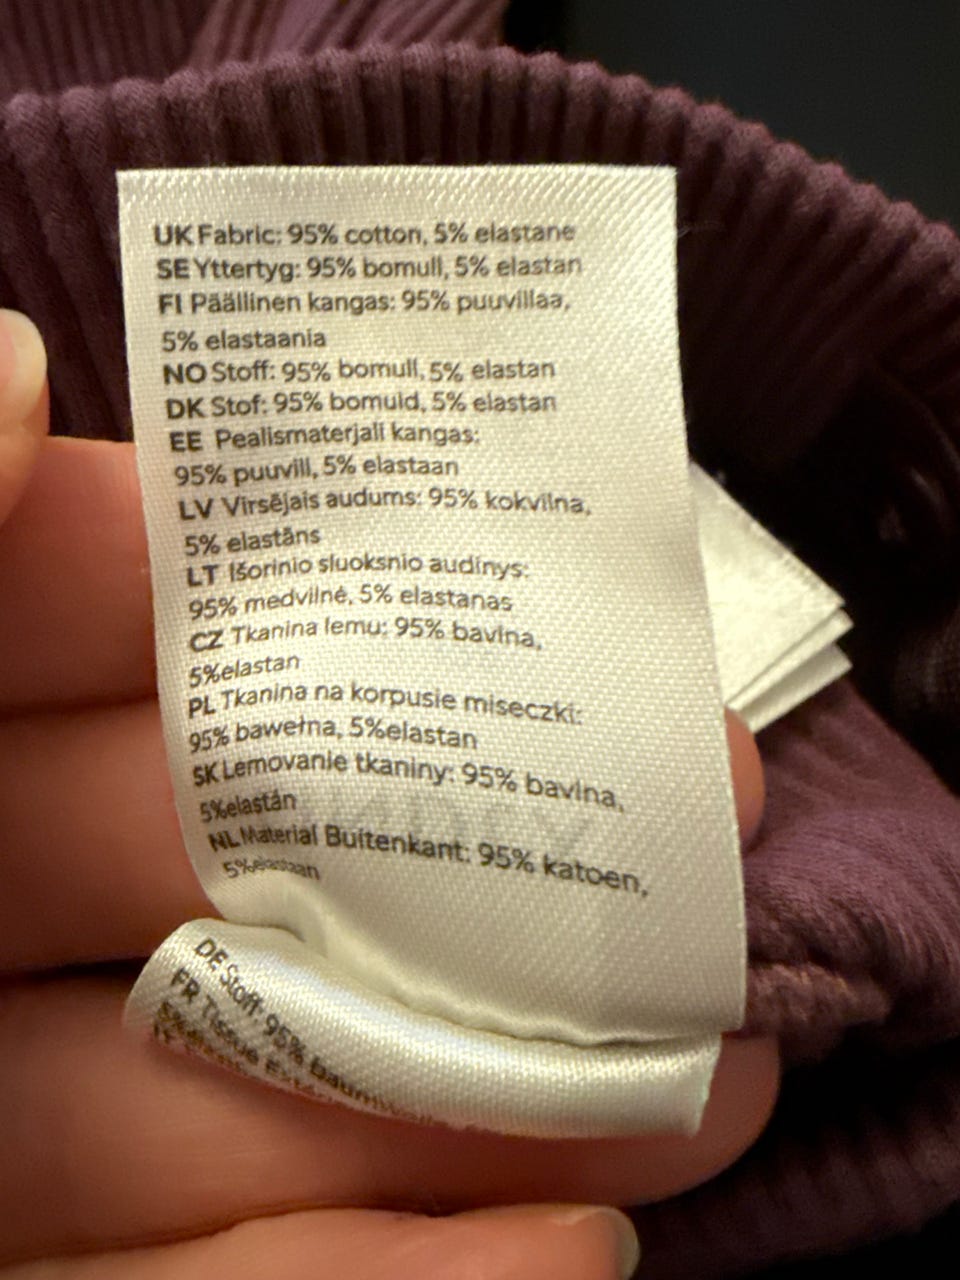 UK Fabric: 95% cotton, 5% elastane
SE Yttertyg: 95% bomull, 5% elastan
FI Päällinen kangas: 95% puuvillaa,
5% elastaania
NO Stoff: 95% bomull, 5% elastan
DK Stof: 95% bomuld, 5% elastan
EE Pealismaterjali kangas:
95% puuvill, 5% elastaan
LV Virsējais audums: 95% kokvilna,
5% elastāns
LT Išorinio sluoksnio audinys:
95% medvilnė, 5% elastanas
CZ Tkanina lemu: 95% bavlna,
5%elastan
PL Tkanina na korpusie miseczki:
95% bawełna, 5%elastan
SK Lemovanie tkaniny: 95% bavlna,
5%elastán
NL Material Buitenkant: 95% katoen,
5%elastaan
DE Stoff: 95%
FR Tissue